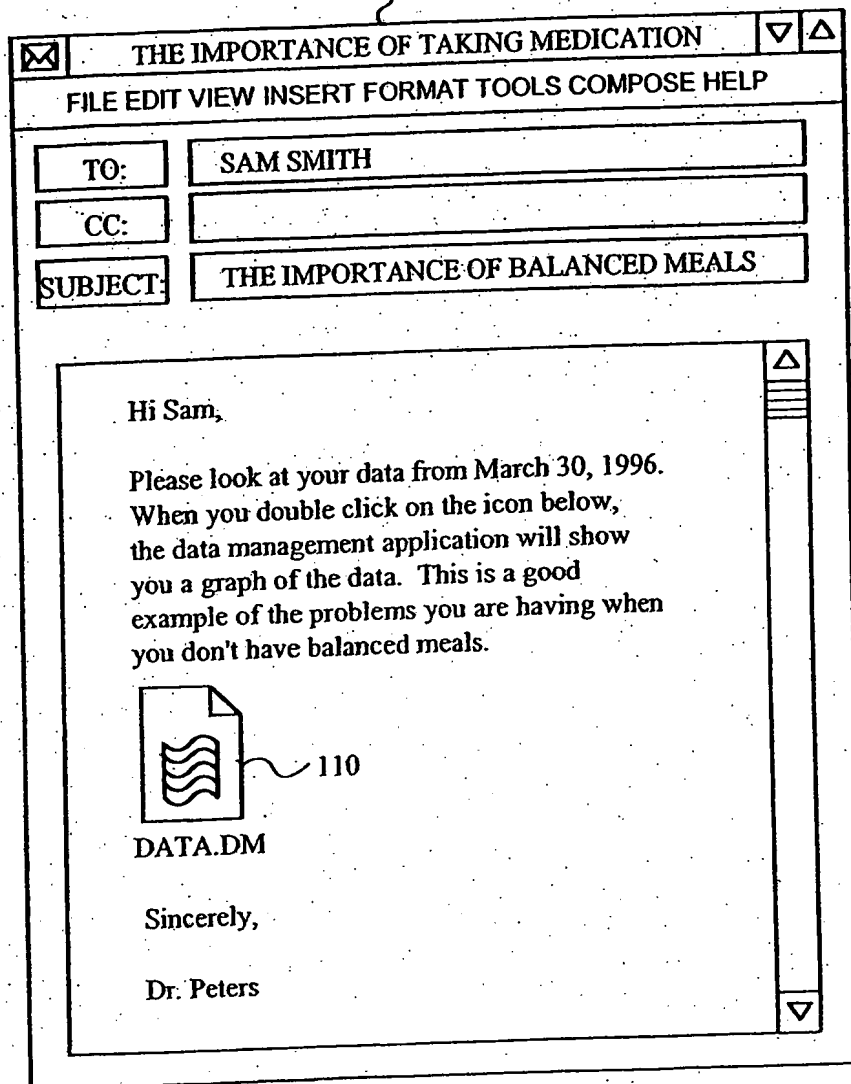 THE IMPORTANCE OF TAKING MEDICATION
FILE EDIT VIEW INSERT FORMAT TOOLS COMPOSE HELP
TO: SAM SMITH
CC:
SUBJECT: THE IMPORTANCE OF BALANCED MEALS
Hi Sam,
Please look at your data from March 30, 1996.
When you double click on the icon below,
the data management application will show
you a graph of the data. This is a good
example of the problems you are having when
you don't have balanced meals.
110
DATA.DM
Sincerely,
Dr. Peters